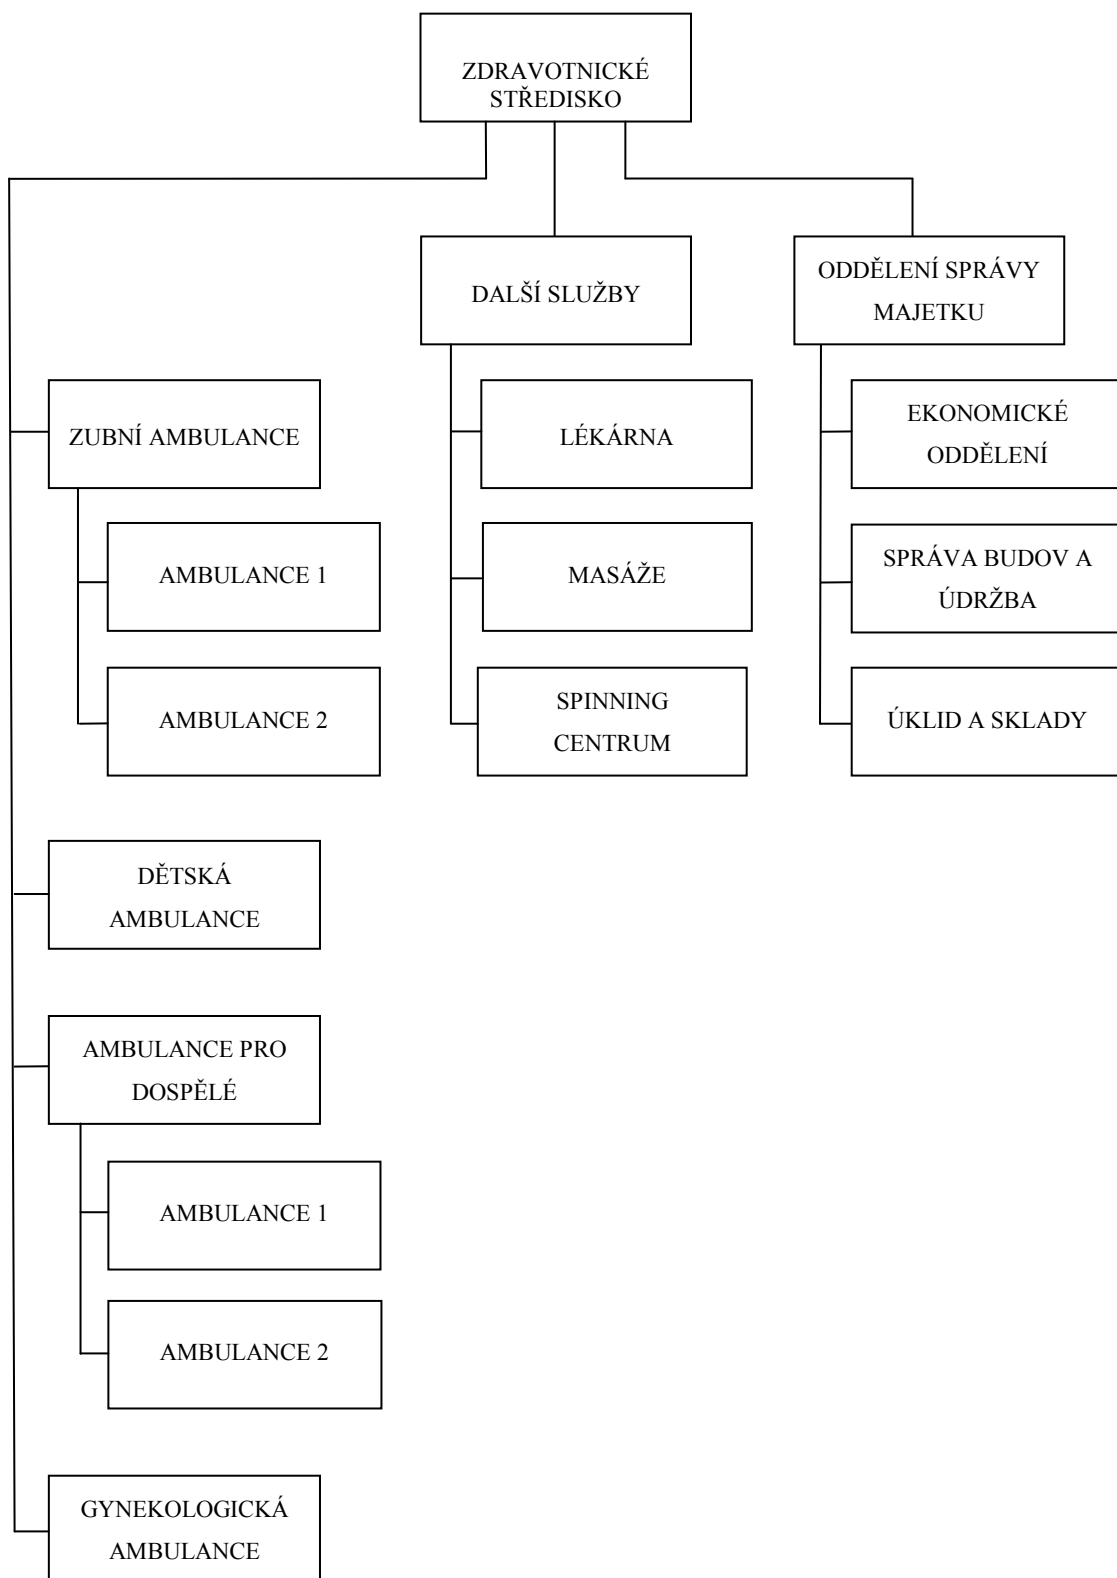 ZDRAVOTNICKÉ
STŘEDISKO
DALŠÍ SLUŽBY
ODDĚLENÍ SPRÁVY
MAJETKU
ZUBNÍ AMBULANCE
LÉKÁRNA
EKONOMICKÉ
ODDĚLENÍ
AMBULANCE 1
MASÁŽE
SPRÁVA BUDOV A
ÚDRŽBA
AMBULANCE 2
SPINNING
CENTRUM
ÚKLID A SKLADY
DĚTSKÁ
AMBULANCE
AMBULANCE PRO
DOSPĚLÉ
AMBULANCE 1
AMBULANCE 2
GYNEKOLOGICKÁ
AMBULANCE